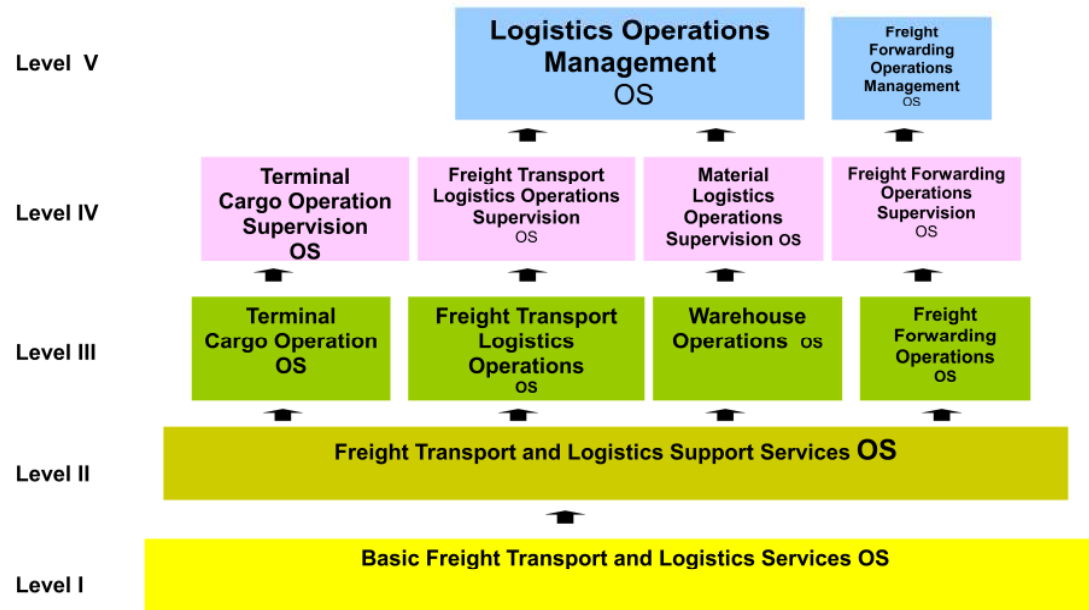 Level V
Logistics Operations
Management
OS
Freight
Forwarding
Operations
Management
OS
Level IV
Terminal
Cargo Operation
Supervision
OS
Freight Transport
Logistics Operations
Supervision
OS
Material
Logistics
Operations
Supervision OS
Freight Forwarding
Operations
Supervision
OS
Level III
Terminal
Cargo Operation
OS
Freight Transport
Logistics
Operations
OS
Warehouse
Operations OS
Freight
Forwarding
Operations
OS
Level II
Freight Transport and Logistics Support Services OS
Level I
Basic Freight Transport and Logistics Services OS